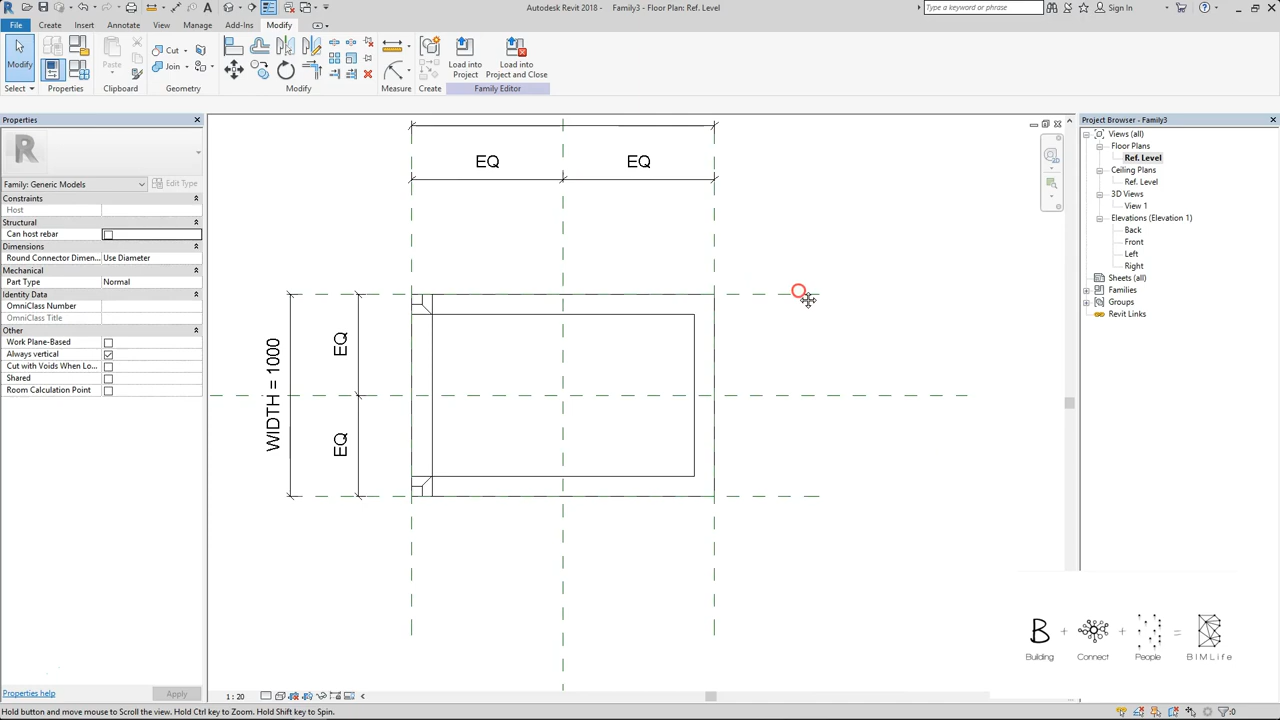 Autodesk Revit 2018 - Family3 - Floor Plan: Ref. Level
Type a keyword or phrase
Sign In
File Create Insert Annotate View Manage Add-Ins Modify
Modify
Paste
Cut
Join
Load into Project
Load into Project and Close
Select Properties Clipboard Geometry Modify Measure Create Family Editor
Properties
Family: Generic Models
Edit Type
Constraints
Host
Structural
Can host rebar
Dimensions
Round Connector Dimen... Use Diameter
Mechanical
Part Type Normal
Identity Data
OmniClass Number
OmniClass Title
Other
Work Plane-Based
Always vertical
Cut with Voids When Lo...
Shared
Room Calculation Point
Properties help
Apply
EQ EQ
WIDTH = 1000
EQ
EQ
1 : 20
Project Browser - Family3
Views (all)
Floor Plans
Ref. Level
Ceiling Plans
Ref. Level
3D Views
View 1
Elevations (Elevation 1)
Back
Front
Left
Right
Sheets (all)
Families
Groups
Revit Links
B + + = 
Building Connect People BIMLife
Hold button and move mouse to Scroll the view. Hold Ctrl key to Zoom. Hold Shift key to Spin.
:0